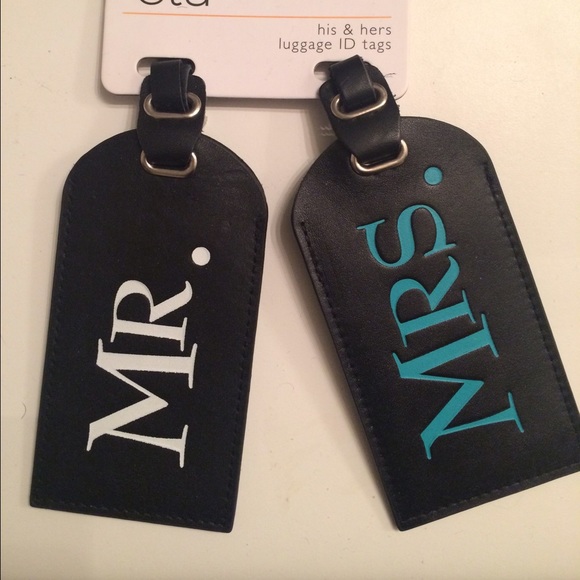 his & hers
luggage ID tags
MR.
MRS.